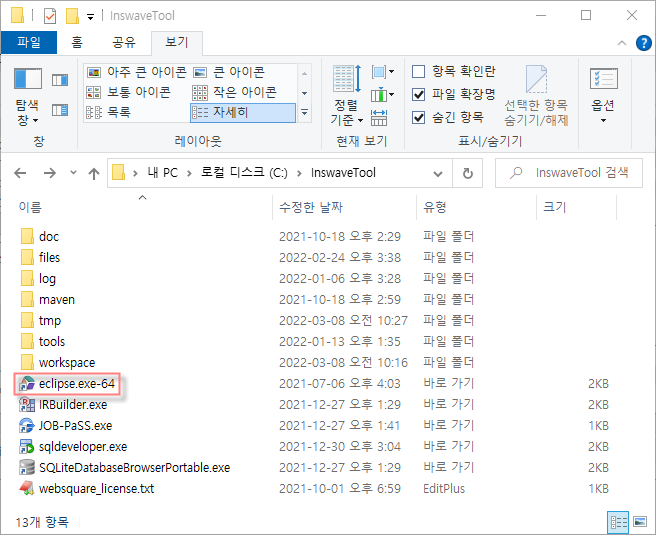 InswaveTool
파일 홈 공유 보기
탐색 창
아주 큰 아이콘 큰 아이콘
보통 아이콘 작은 아이콘
목록 자세히
정렬 기준
항목 확인란
파일 확장명
숨긴 항목
선택한 항목 숨기기/해제
옵션
창 레이아웃 현재 보기 표시/숨기기
내 PC 로컬 디스크 (C:) InswaveTool InswaveTool 검색
이름 수정한 날짜 유형 크기
doc 2021-10-18 오후 2:29 파일 폴더
files 2022-02-24 오후 3:38 파일 폴더
log 2022-01-06 오후 3:28 파일 폴더
maven 2021-10-18 오후 2:59 파일 폴더
tmp 2022-03-08 오전 10:27 파일 폴더
tools 2022-01-13 오후 1:35 파일 폴더
workspace 2022-03-08 오전 10:16 파일 폴더
eclipse.exe-64 2021-07-06 오후 4:03 바로 가기 2KB
IRBuilder.exe 2021-12-27 오후 1:29 바로 가기 2KB
JOB-PaSS.exe 2021-12-27 오후 1:41 바로 가기 1KB
sqldeveloper.exe 2021-12-30 오후 3:04 바로 가기 2KB
SQLiteDatabaseBrowserPortable.exe 2021-12-27 오후 1:29 바로 가기 2KB
websquare_license.txt 2021-10-01 오후 6:59 EditPlus 1KB
13개 항목